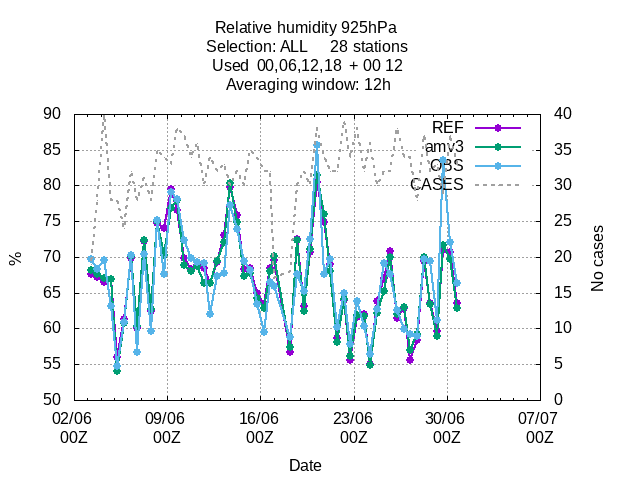 Relative humidity 925hPa
Selection: ALL     28 stations
Used  00,06,12,18  + 00 12
Averaging window: 12h
REF
amv3
OBS
CASES
90
85
80
75
70
65
60
55
50
40
35
30
25
20
15
10
5
0
%
No cases
02/06 00Z
09/06 00Z
16/06 00Z
23/06 00Z
30/06 00Z
07/07 00Z
Date